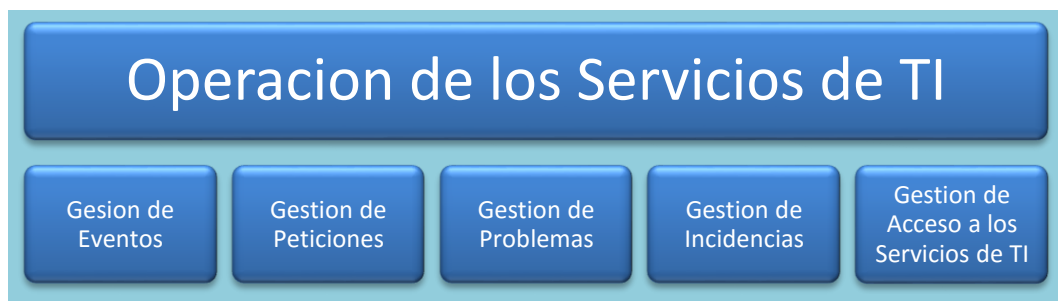 Operacion de los Servicios de TI
Gesion de
Eventos
Gestion de
Peticiones
Gestion de
Problemas
Gestion de
Incidencias
Gestion de
Acceso a los
Servicios de TI